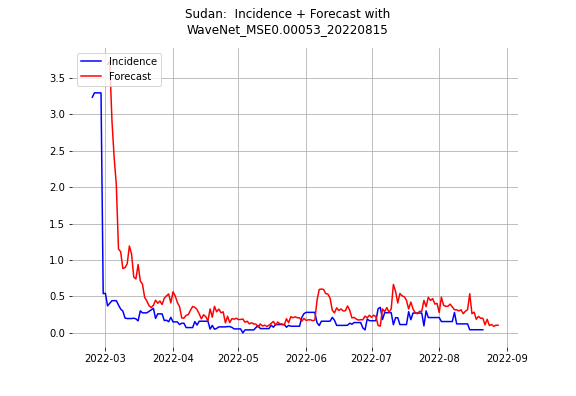 Sudan:  Incidence + Forecast with
WaveNet_MSE0.00053_20220815
Incidence
Forecast
3.5
3.0
2.5
2.0
1.5
1.0
0.5
0.0
2022-03 2022-04 2022-05 2022-06 2022-07 2022-08 2022-09